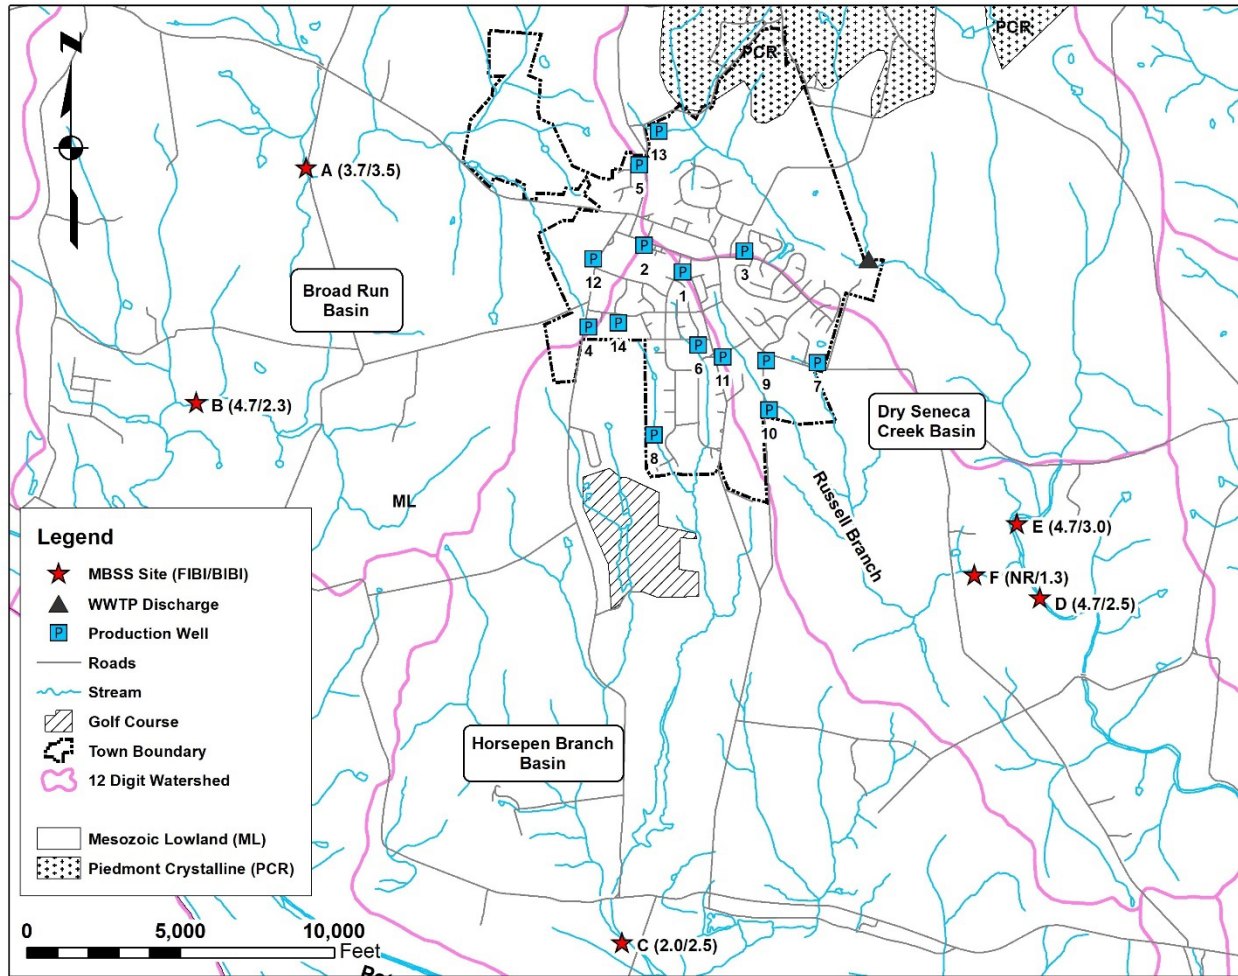 N
PCR
PCR
P
13
P
5
A (3.7/3.5)
P
2
P
3
P
12
P
1
Broad Run
Basin
P
4
P
14
P
6
P
11
P
9
P
7
B (4.7/2.3)
P
10
Dry Seneca
Creek Basin
P
8
Russell Branch
ML
E (4.7/3.0)
F (NR/1.3)
D (4.7/2.5)
Legend
MBSS Site (FIBI/BIBI)
WWTP Discharge
P Production Well
Roads
Stream
Golf Course
Town Boundary
12 Digit Watershed
Mesozoic Lowland (ML)
Piedmont Crystalline (PCR)
Horsepen Branch
Basin
0 5,000 10,000
Feet
C (2.0/2.5)